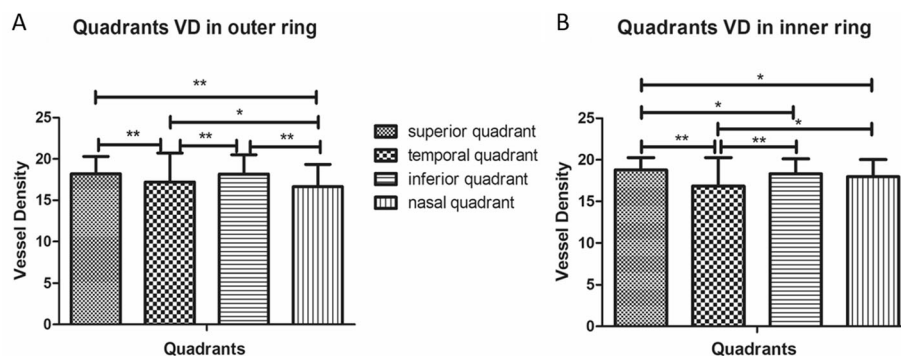 A
Quadrants VD in outer ring
**
*
** ** **
25
20
15
10
5
0
Vessel Density
Quadrants
superior quadrant
temporal quadrant
inferior quadrant
nasal quadrant
B
Quadrants VD in inner ring
*
*
*
** **
25
20
15
10
5
0
Vessel Density
Quadrants